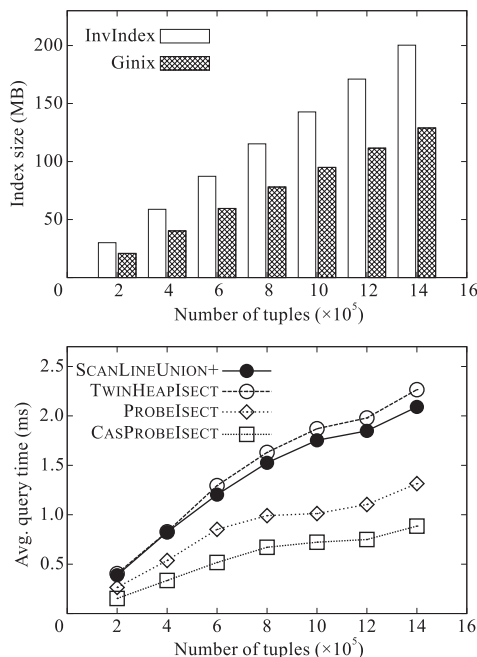 200
150
100
50
Index size (MB)
InvIndex
Ginix
0 2 4 6 8 10 12 14 16
Number of tuples (×10⁵)
2.5
2.0
1.5
1.0
0.5
Avg. query time (ms)
SCANLINEUNION+
TWINHEAPISECT
PROBEISECT
CASPROBEISECT
0 2 4 6 8 10 12 14 16
Number of tuples (×10⁵)